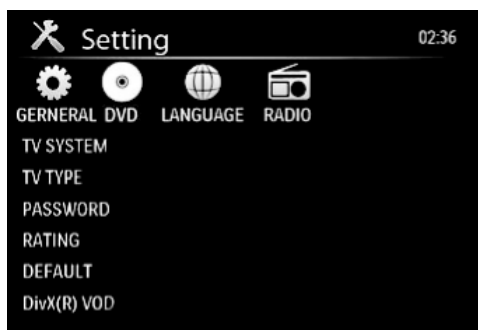 Setting 02:36
GERNERAL DVD LANGUAGE RADIO
TV SYSTEM
TV TYPE
PASSWORD
RATING
DEFAULT
DivX(R) VOD